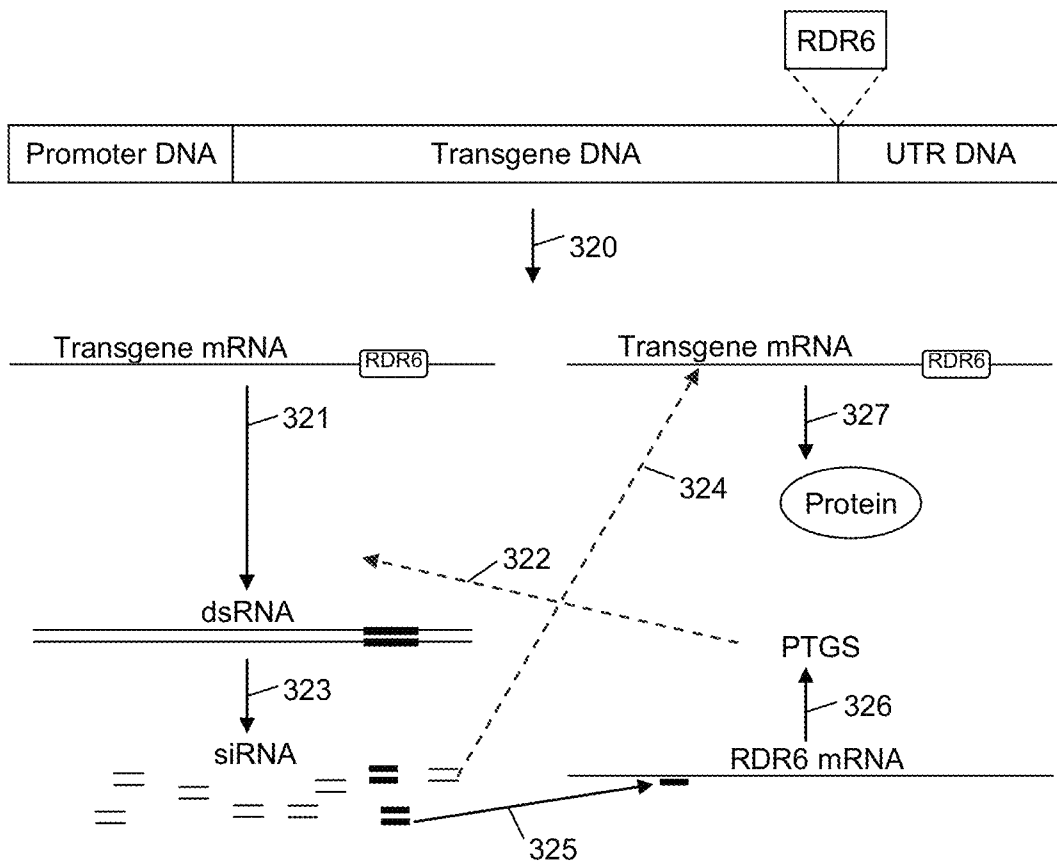 RDR6
Promoter DNA Transgene DNA UTR DNA
320
Transgene mRNA RDR6
Transgene mRNA RDR6
321
327
324
Protein
322
dsRNA
PTGS
323
326
siRNA
RDR6 mRNA
325